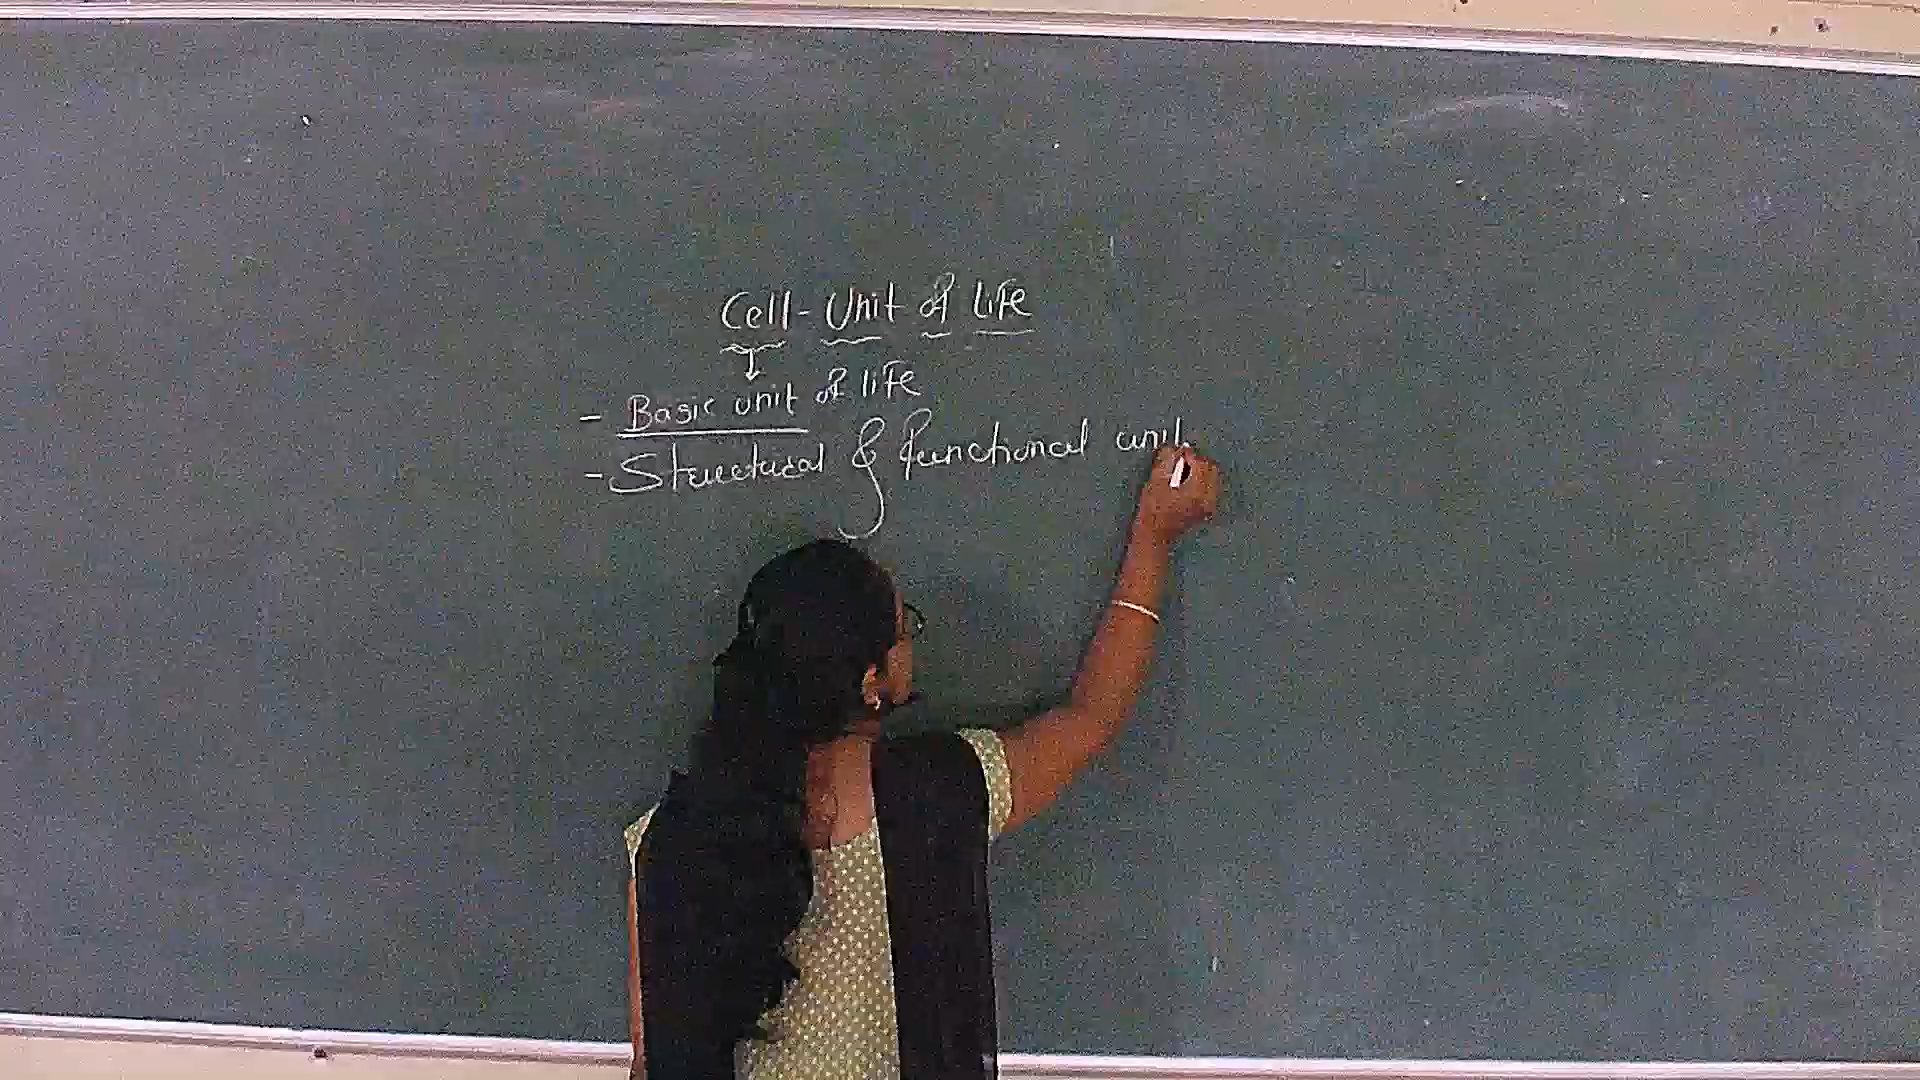 Cell - Unit of Life
- Basic unit of life
- Structural & functional unit